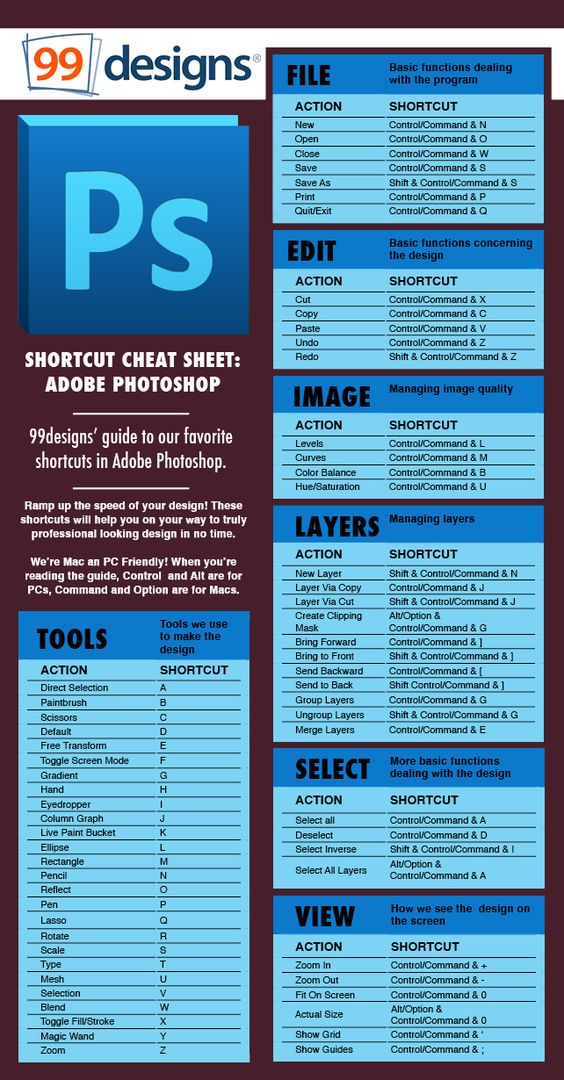 99 designs®
Ps
SHORTCUT CHEAT SHEET:
ADOBE PHOTOSHOP
99designs' guide to our favorite
shortcuts in Adobe Photoshop.
Ramp up the speed of your design! These
shortcuts will help you on your way to truly
professional looking design in no time.
We're Mac an PC Friendly! When you're
reading the guide, Control and Alt are for
PCs, Command and Option are for Macs.
TOOLS
Tools we use
to make the
design
ACTION SHORTCUT
Direct Selection A
Paintbrush B
Scissors C
Default D
Free Transform E
Toggle Screen Mode F
Gradient G
Hand H
Eyedropper I
Column Graph J
Live Paint Bucket K
Ellipse L
Rectangle M
Pencil N
Reflect O
Pen P
Lasso Q
Rotate R
Scale S
Type T
Mesh U
Selection V
Blend W
Toggle Fill/Stroke X
Magic Wand Y
Zoom Z
FILE
Basic functions dealing
with the program
ACTION SHORTCUT
New Control/Command & N
Open Control/Command & O
Close Control/Command & W
Save Control/Command & S
Save As Shift & Control/Command & S
Print Control/Command & P
Quit/Exit Control/Command & Q
EDIT
Basic functions concerning
the design
ACTION SHORTCUT
Cut Control/Command & X
Copy Control/Command & C
Paste Control/Command & V
Undo Control/Command & Z
Redo Shift & Control/Command & Z
IMAGE
Managing image quality
ACTION SHORTCUT
Levels Control/Command & L
Curves Control/Command & M
Color Balance Control/Command & B
Hue/Saturation Control/Command & U
LAYERS
Managing layers
ACTION SHORTCUT
New Layer Shift & Control/Command & N
Layer Via Copy Control/Command & J
Layer Via Cut Shift & Control/Command & J
Create Clipping Alt/Option &
Mask Control/Command & G
Bring Forward Control/Command & ]
Bring to Front Shift & Control/Command & ]
Send Backward Control/Command & [
Send to Back Shift Control/Command & ]
Group Layers Control/Command & G
Ungroup Layers Shift & Control/Command & G
Merge Layers Control/Command & E
SELECT
More basic functions
dealing with the design
ACTION SHORTCUT
Select all Control/Command & A
Deselect Control/Command & D
Select Inverse Shift & Control/Command & I
Select All Layers Alt/Option &
Control/Command & A
VIEW
How we see the design on
the screen
ACTION SHORTCUT
Zoom In Control/Command & +
Zoom Out Control/Command & -
Fit On Screen Control/Command & 0
Actual Size Alt/Option &
Control/Command & 0
Show Grid Control/Command & '
Show Guides Control/Command & ;